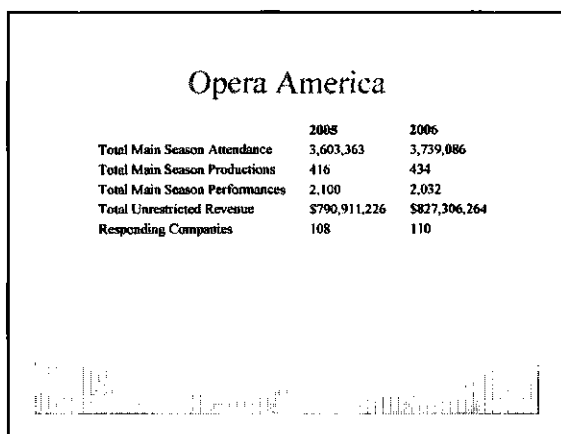 Opera America
2005 2006
Total Main Season Attendance 3,603,363 3,739,086
Total Main Season Productions 416 434
Total Main Season Performances 2,100 2,032
Total Unrestricted Revenue $790,911,226 $827,306,264
Responding Companies 108 110